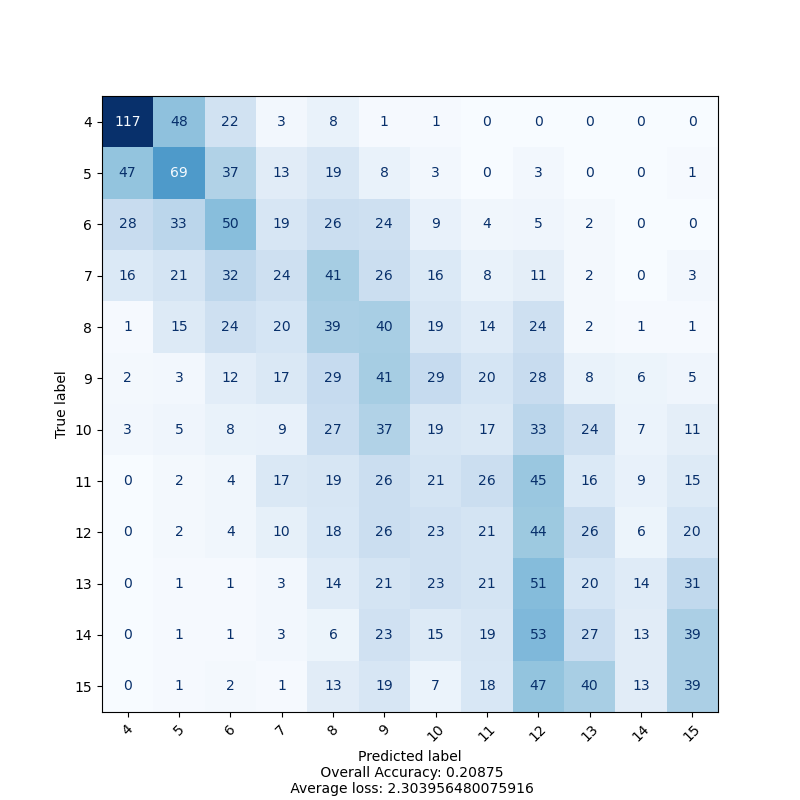 4 117 48 22 3 8 1 1 0 0 0 0 0
5 47 69 37 13 19 8 3 0 3 0 0 1
6 28 33 50 19 26 24 9 4 5 2 0 0
7 16 21 32 24 41 26 16 8 11 2 0 3
8 1 15 24 20 39 40 19 14 24 2 1 1
9 2 3 12 17 29 41 29 20 28 8 6 5
True label
10 3 5 8 9 27 37 19 17 33 24 7 11
11 0 2 4 17 19 26 21 26 45 16 9 15
12 0 2 4 10 18 26 23 21 44 26 6 20
13 0 1 1 3 14 21 23 21 51 20 14 31
14 0 1 1 3 6 23 15 19 53 27 13 39
15 0 1 2 1 13 19 7 18 47 40 13 39
4 5 6 7 8 9 10 11 12 13 14 15
Predicted label
Overall Accuracy: 0.20875
Average loss: 2.303956480075916